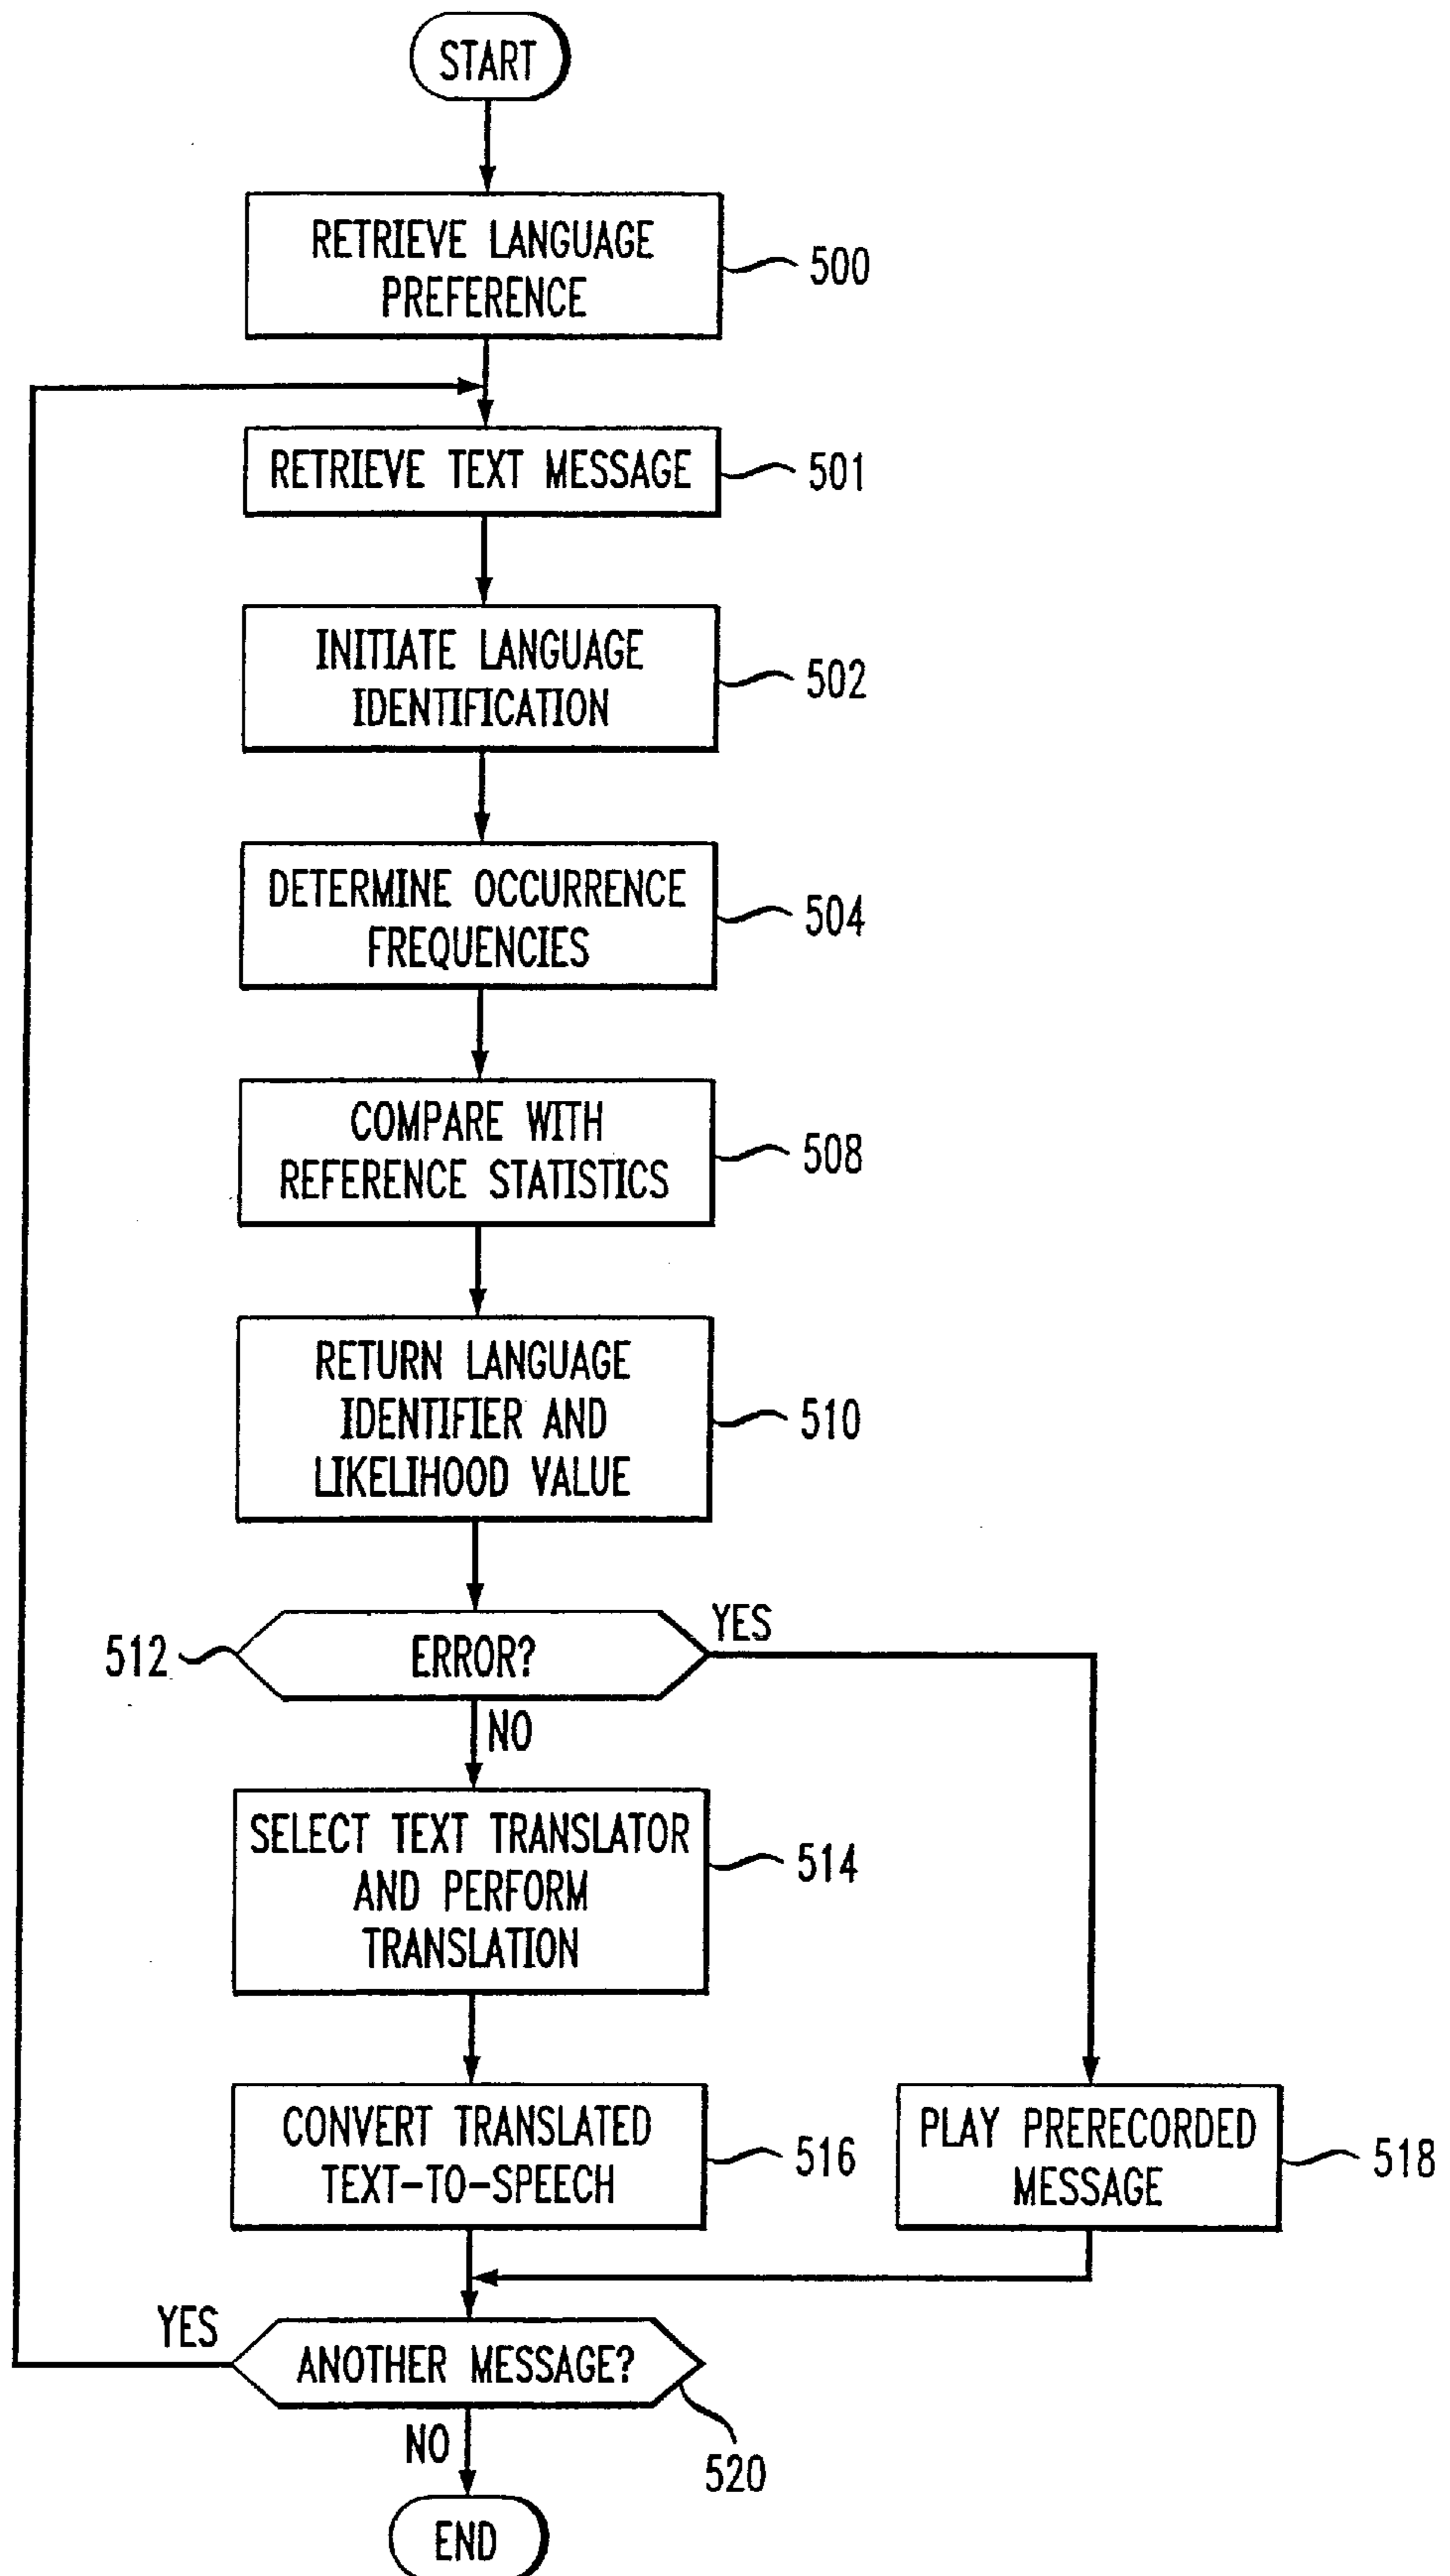 START
RETRIEVE LANGUAGE
PREFERENCE
500
RETRIEVE TEXT MESSAGE
501
INITIATE LANGUAGE
IDENTIFICATION
502
DETERMINE OCCURRENCE
FREQUENCIES
504
COMPARE WITH
REFERENCE STATISTICS
508
RETURN LANGUAGE
IDENTIFIER AND
LIKELIHOOD VALUE
510
512
ERROR?
YES
NO
SELECT TEXT TRANSLATOR
AND PERFORM
TRANSLATION
514
CONVERT TRANSLATED
TEXT-TO-SPEECH
516
PLAY PRERECORDED
MESSAGE
518
YES
ANOTHER MESSAGE?
520
NO
END